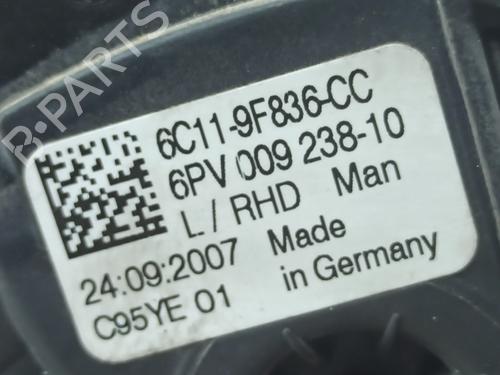 B-PARTS
6C11-9F836-CC
6PV 009 238-10
L / RHD Man
24:09:2007 Made
C95YE 01 in Germany